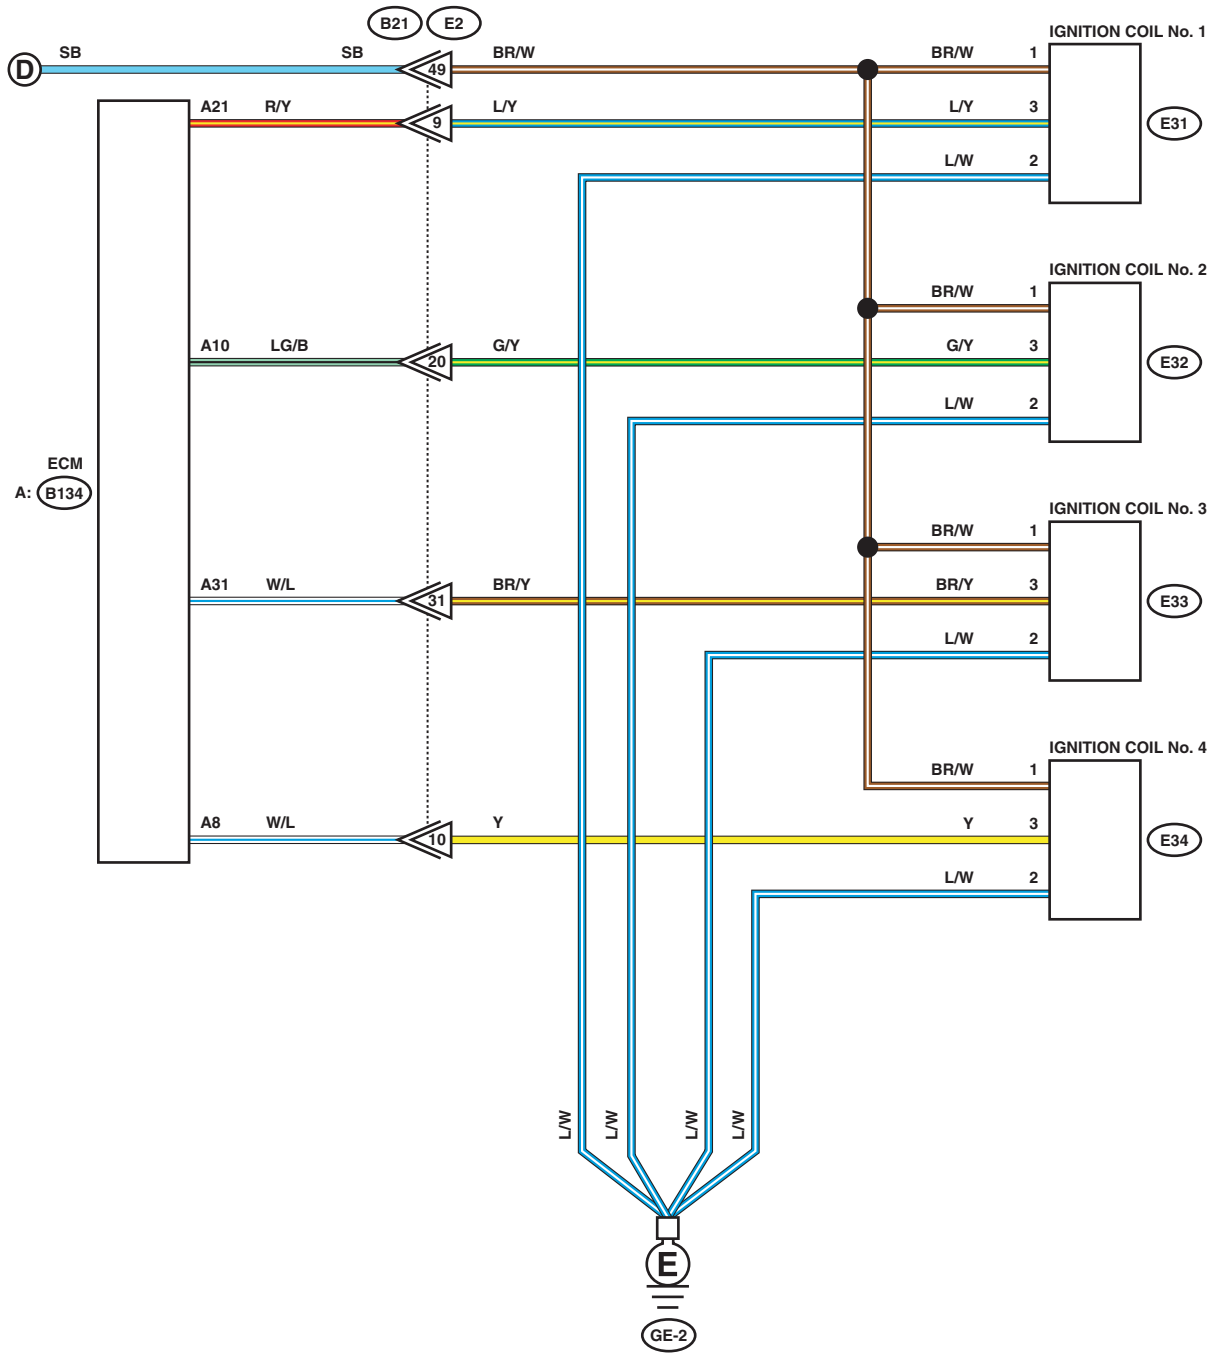 B21 E2
IGNITION COIL No. 1
D SB SB 49 BR/W BR/W 1
A21 R/Y 9 L/Y L/Y 3
E31
L/W 2
IGNITION COIL No. 2
BR/W 1
A10 LG/B 20 G/Y G/Y 3
E32
L/W 2
ECM
A: B134
IGNITION COIL No. 3
BR/W 1
A31 W/L 31 BR/Y BR/Y 3
E33
L/W 2
IGNITION COIL No. 4
BR/W 1
A8 W/L 10 Y Y 3
E34
L/W 2
L/W L/W L/W L/W
E
GE-2